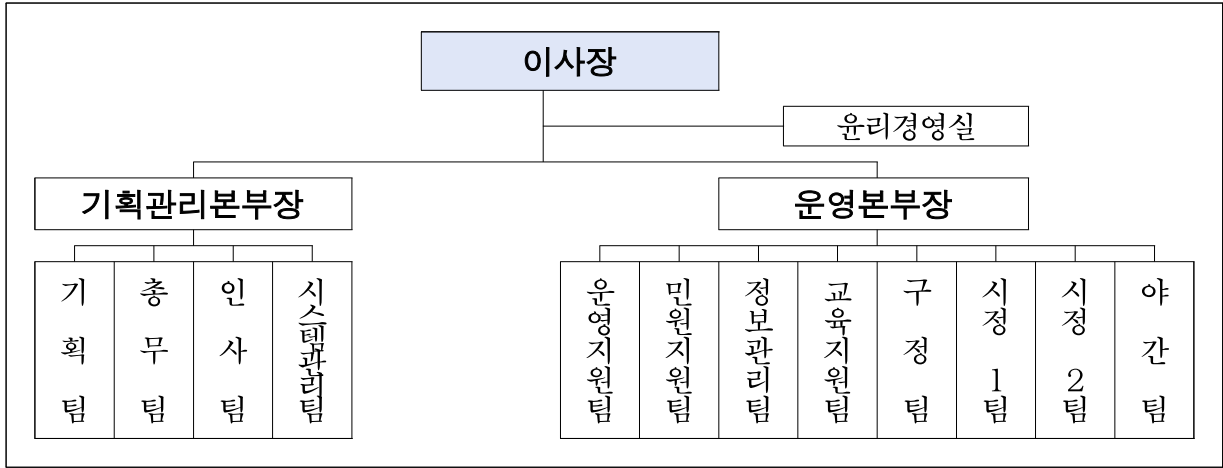 이사장
윤리경영실
기획관리본부장
운영본부장
기획팀
총무팀
인사팀
시스템관리팀
운영지원팀
민원지원팀
정보관리팀
교육지원팀
구정팀
시정 1팀
시정 2팀
야간팀